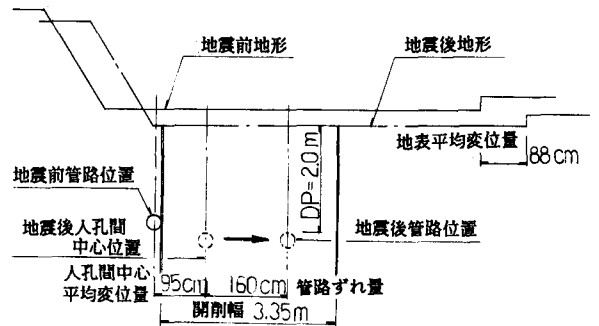 地震前地形
地震後地形
地表平均変位量
88cm
地震前管路位置
LDP=2.0m
地震後人孔間
中心位置
地震後管路位置
人孔間中心
平均変位量
95cm
160cm
管路ずれ量
開削幅 3.35m